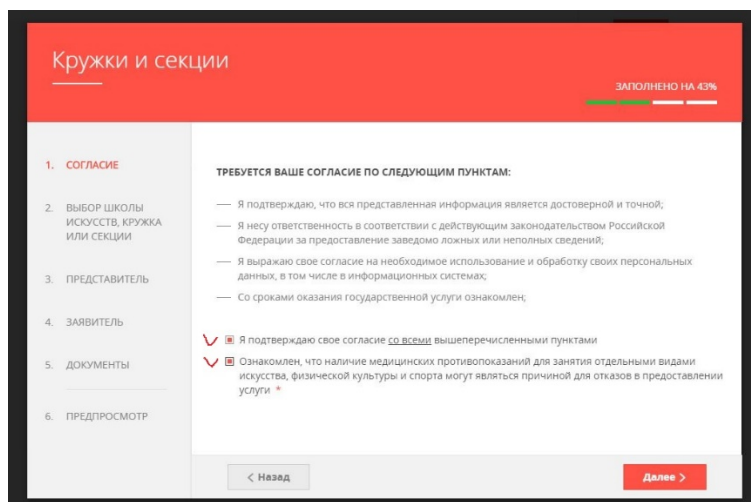 Кружки и секции
ЗАПОЛНЕНО НА 43%
1. СОГЛАСИЕ
2. ВЫБОР ШКОЛЫ
ИСКУССТВ, КРУЖКА
ИЛИ СЕКЦИИ
3. ПРЕДСТАВИТЕЛЬ
4. ЗАЯВИТЕЛЬ
5. ДОКУМЕНТЫ
6. ПРЕДПРОСМОТР
ТРЕБУЕТСЯ ВАШЕ СОГЛАСИЕ ПО СЛЕДУЮЩИМ ПУНКТАМ:
— Я подтверждаю, что вся представленная информация является достоверной и точной;
— Я несу ответственность в соответствии с действующим законодательством Российской
Федерации за предоставление заведомо ложных или неполных сведений;
— Я выражаю свое согласие на необходимое использование и обработку своих персональных
данных, в том числе в информационных системах;
— Со сроками оказания государственной услуги ознакомлен;
Я подтверждаю свое согласие со всеми вышеперечисленными пунктами
Ознакомлен, что наличие медицинских противопоказаний для занятия отдельными видами
искусства, физической культуры и спорта могут являться причиной для отказов в предоставлении
услуги *
< Назад
Далее >